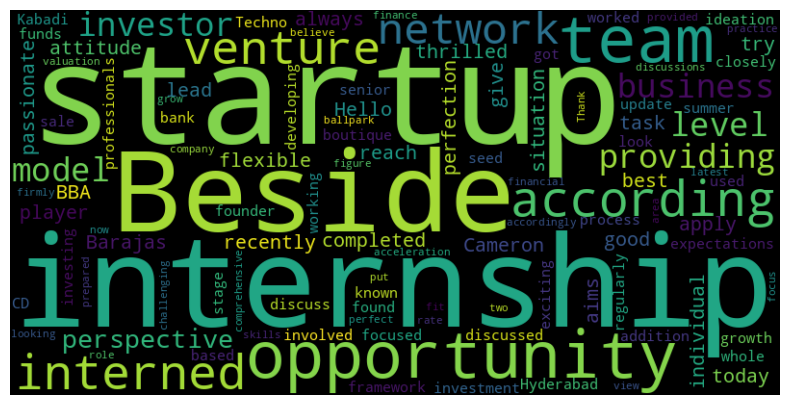 Kabadi
investor
always
network
Techno
believe
finance
worked
provided
ideation
funds
attitude
venture
thrilled
team
practice
try
valuation
grow
passionate
startup
discussions
closely
professionals
lead
senior
give
business
sale
bank
developing
Hello
ballpark
perfection
situation
Thank
update
summer
boutique
task
level
company
reach
look
model
flexible
figure
seed
providing
firmly
BBA
Beside
financial
best
used
latest
player
founder
working
according
area
now
Barajas
recently
completed
accordingly
process
apply
Cameron
good
expectations
investing
prepared
challenging
stage
comprehensive
internship
acceleration
put
exciting
aims
regularly
individual
focus
CD
discuss
known
two
addition
looking
perspective
found
fit
perfect
skills
involved
focused
rate
discussed
growth
role
based
opportunity
view
whole
interned
framework
investment
Hyderabad
today